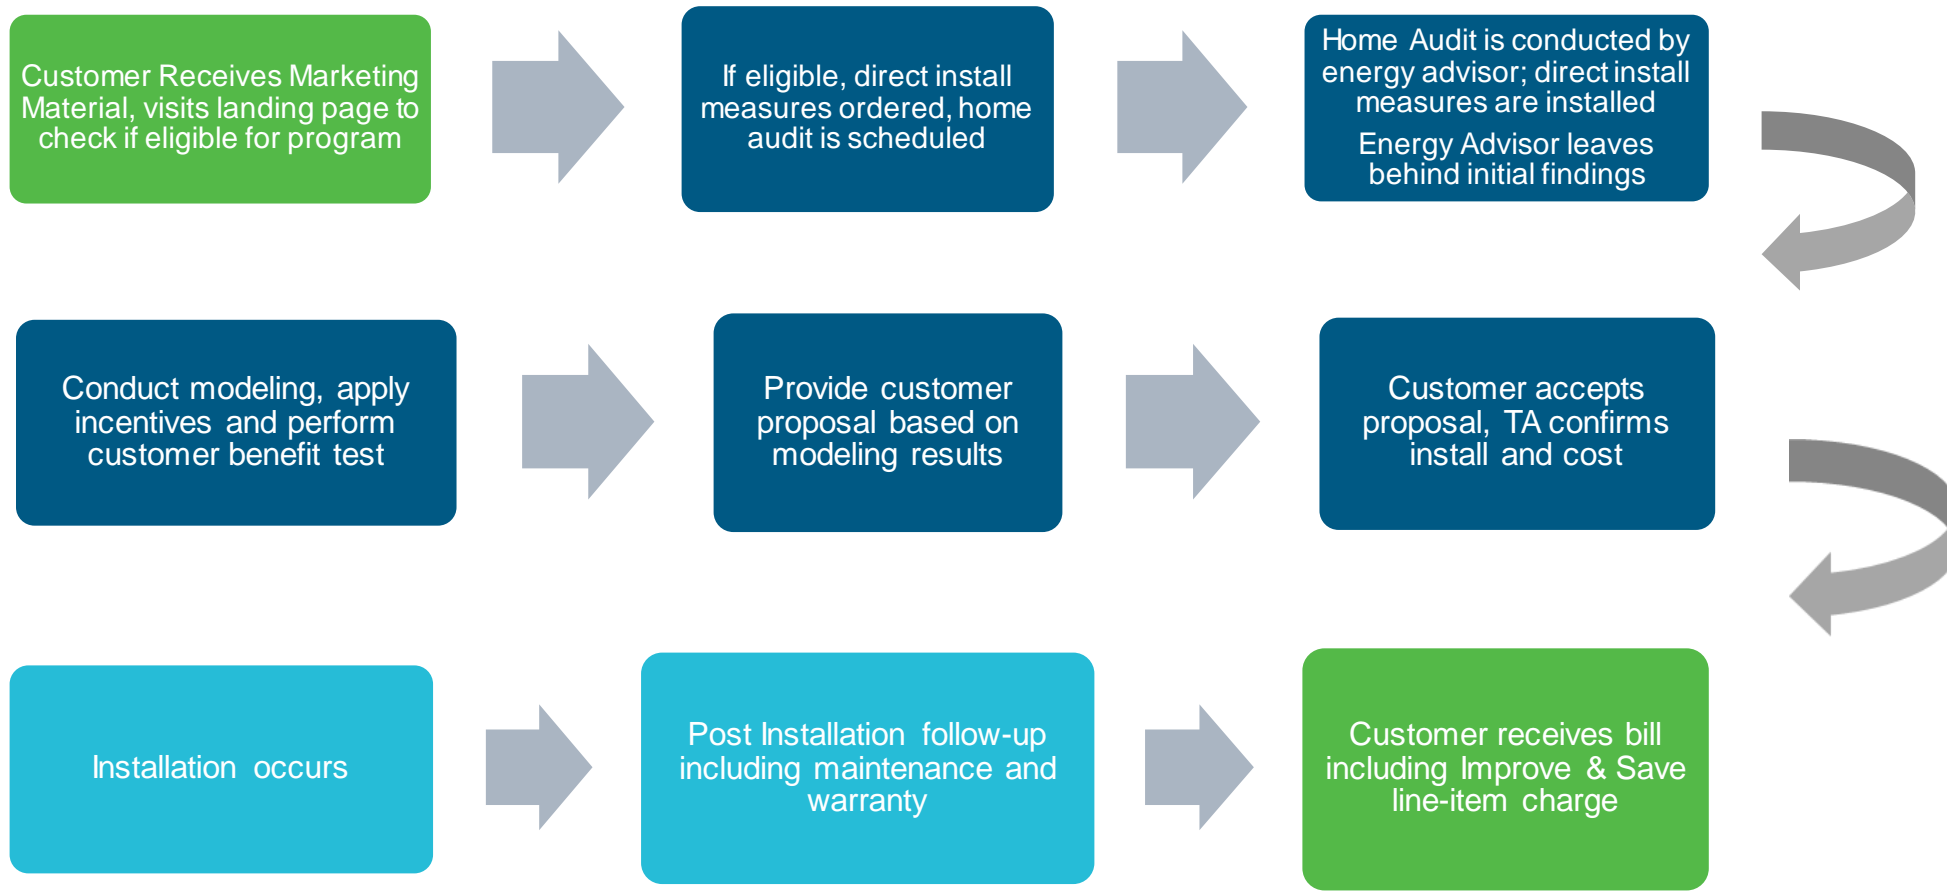 Customer Receives Marketing
Material, visits landing page to
check if eligible for program
If eligible, direct install
measures ordered, home
audit is scheduled
Home Audit is conducted by
energy advisor; direct install
measures are installed
Energy Advisor leaves
behind initial findings
Conduct modeling, apply
incentives and perform
customer benefit test
Provide customer
proposal based on
modeling results
Customer accepts
proposal, TA confirms
install and cost
Installation occurs
Post Installation follow-up
including maintenance and
warranty
Customer receives bill
including Improve & Save
line-item charge